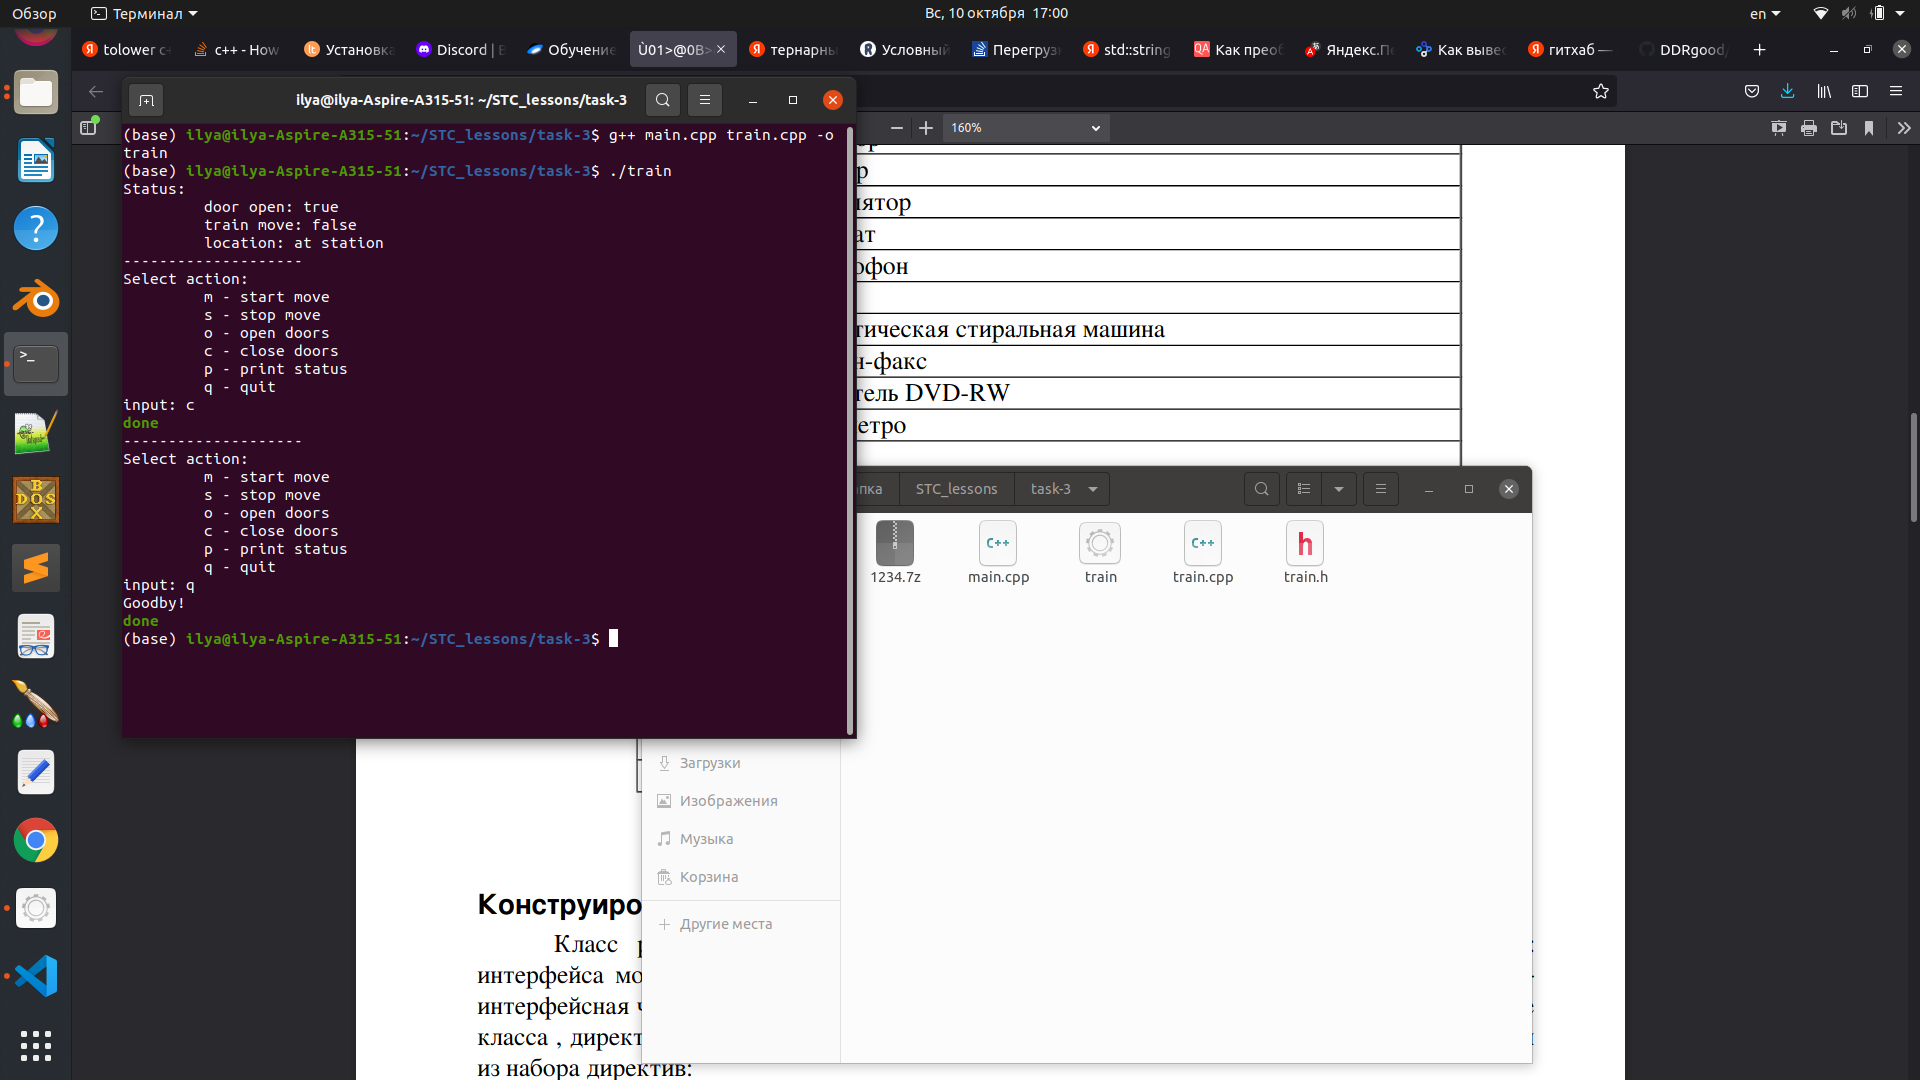 Обзор
Терминал
Вс, 10 октября 17:00
en
tolower c
c++ - How
Установка
Discord |
Обучение
Ù01>@0B>
тернарны
Условный
Перегруз
std::string
Как преоб
Яндекс.Пе
Как вывес
гитхаб —
DDRgood/
ilya@ilya-Aspire-A315-51: ~/STC_lessons/task-3
160%
(base) ilya@ilya-Aspire-A315-51:~/STC_lessons/task-3$ g++ main.cpp train.cpp -o
train
(base) ilya@ilya-Aspire-A315-51:~/STC_lessons/task-3$ ./train
Status:
door open: true
train move: false
location: at station
--------------------
Select action:
m - start move
s - stop move
o - open doors
c - close doors
p - print status
q - quit
input: c
done
--------------------
Select action:
m - start move
s - stop move
o - open doors
c - close doors
p - print status
q - quit
input: q
Goodby!
done
(base) ilya@ilya-Aspire-A315-51:~/STC_lessons/task-3$
р
лятор
ат
офон
тическая стиральная машина
н-факс
тель DVD-RW
етро
пка
STC_lessons
task-3
1234.7z
main.cpp
train
train.cpp
train.h
Загрузки
Изображения
Музыка
Корзина
Другие места
Конструиро
Класс р
интерфейса мо
интерфейсная ч
класса , директ
из набора директив: